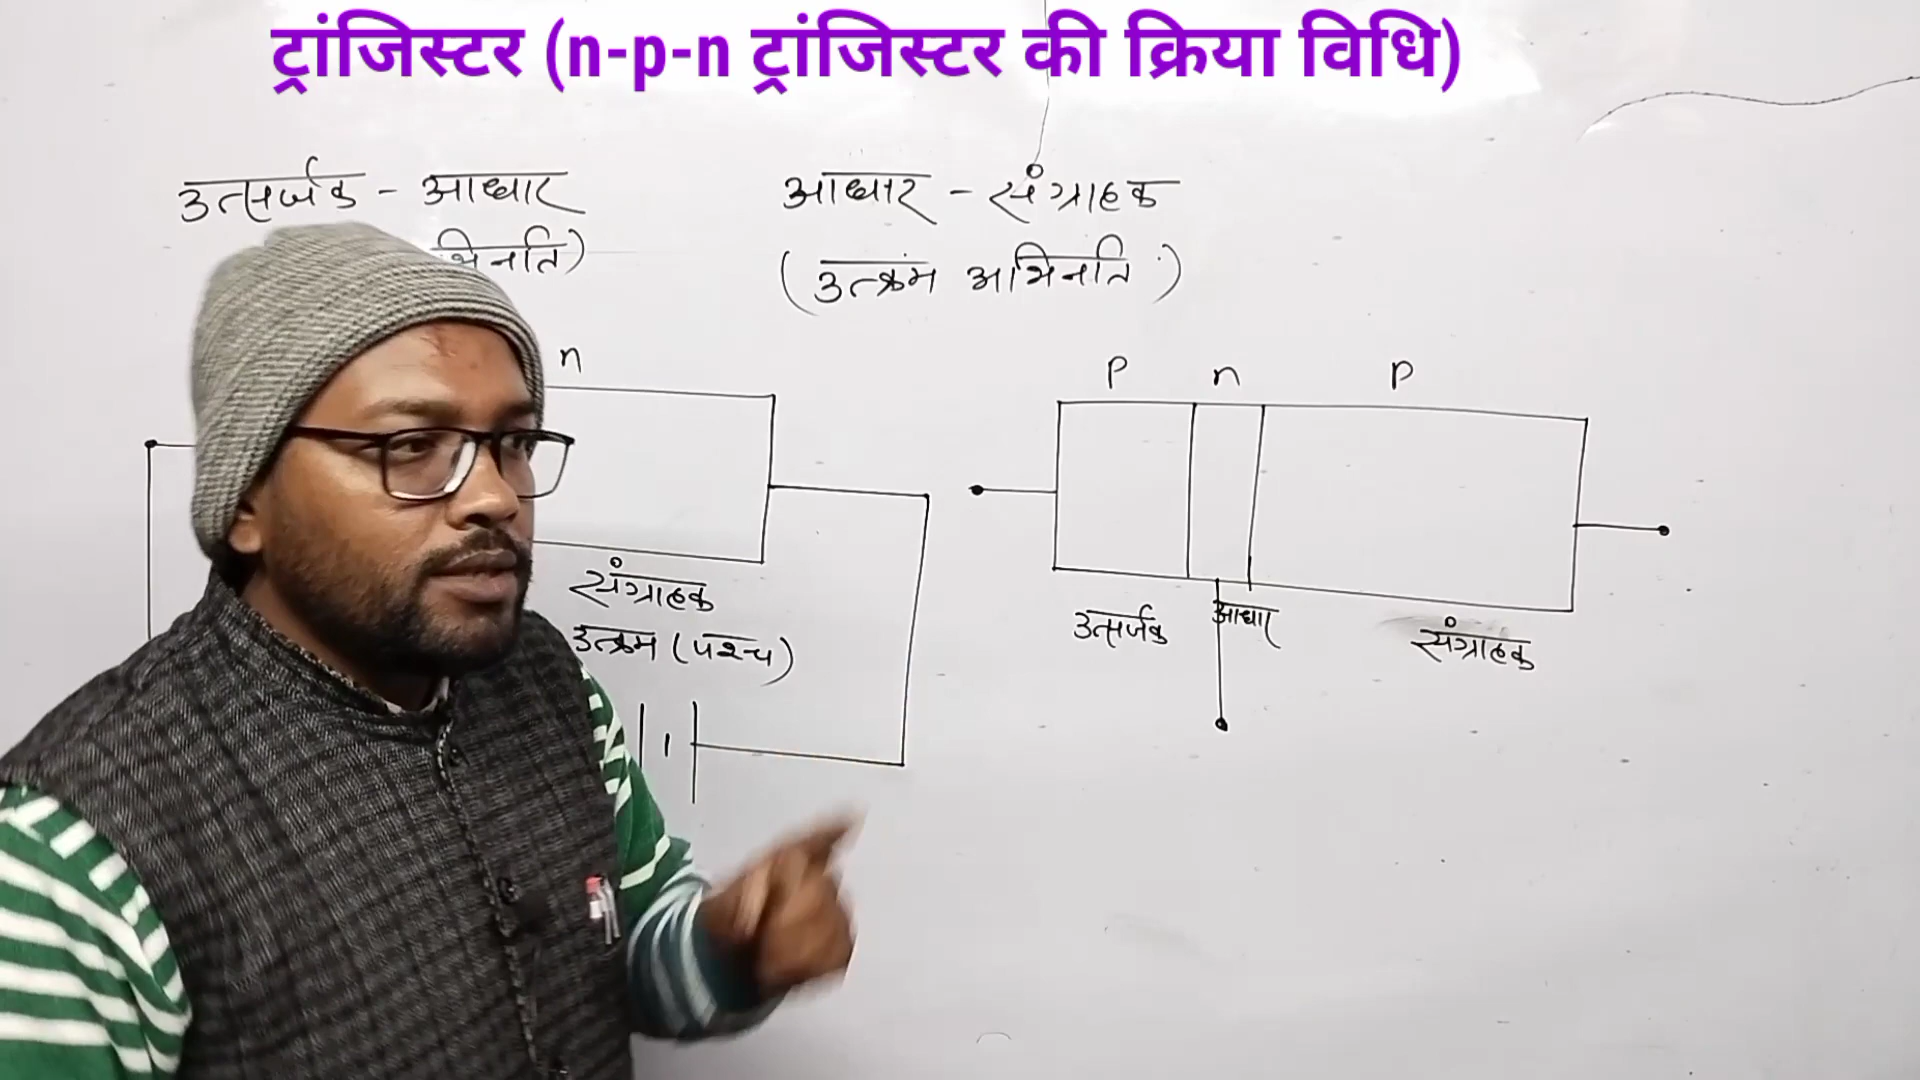 ट्रांजिस्टर (n-p-n ट्रांजिस्टर की क्रिया विधि)
उत्सर्जक - आधार
आधार - संग्राहक
(उत्क्रम अभिनति)
n
p n p
संग्राहक
उत्क्रम (पश्च)
उत्सर्जक आधार संग्राहक